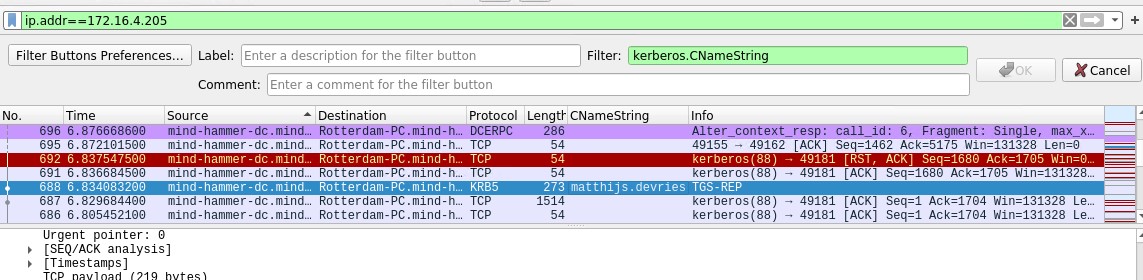 ip.addr==172.16.4.205
Filter Buttons Preferences... Label: Enter a description for the filter button Filter: kerberos.CNameString
OK Cancel
Comment: Enter a comment for the filter button
No. Time Source Destination Protocol Length CNameString Info
696 6.876668600 mind-hammer-dc.mind... Rotterdam-PC.mind-h... DCERPC 286 Alter_context_resp: call_id: 6, Fragment: Single, max_x...
695 6.872101500 mind-hammer-dc.mind... Rotterdam-PC.mind-h... TCP 54 49155 → 49162 [ACK] Seq=1462 Ack=5175 Win=131328 Len=0
692 6.837547500 mind-hammer-dc.mind... Rotterdam-PC.mind-h... TCP 54 kerberos(88) → 49181 [RST, ACK] Seq=1680 Ack=1705 Win=0...
691 6.836684500 mind-hammer-dc.mind... Rotterdam-PC.mind-h... TCP 54 kerberos(88) → 49181 [ACK] Seq=1680 Ack=1705 Win=131328...
688 6.834083200 mind-hammer-dc.mind... Rotterdam-PC.mind-h... KRB5 273 matthijs.devries TGS-REP
687 6.829684400 mind-hammer-dc.mind... Rotterdam-PC.mind-h... TCP 1514 kerberos(88) → 49181 [ACK] Seq=1 Ack=1704 Win=131328 Le...
686 6.805452100 mind-hammer-dc.mind... Rotterdam-PC.mind-h... TCP 54 kerberos(88) → 49181 [ACK] Seq=1 Ack=1704 Win=131328 Le...
Urgent pointer: 0
[SEQ/ACK analysis]
[Timestamps]
TCP payload (219 bytes)